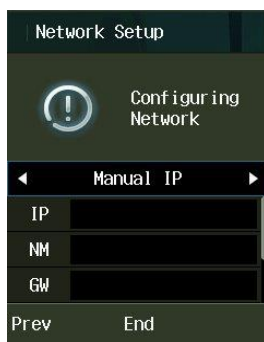 Network Setup
Configuring
Network
Manual IP
IP
NM
GW
Prev End